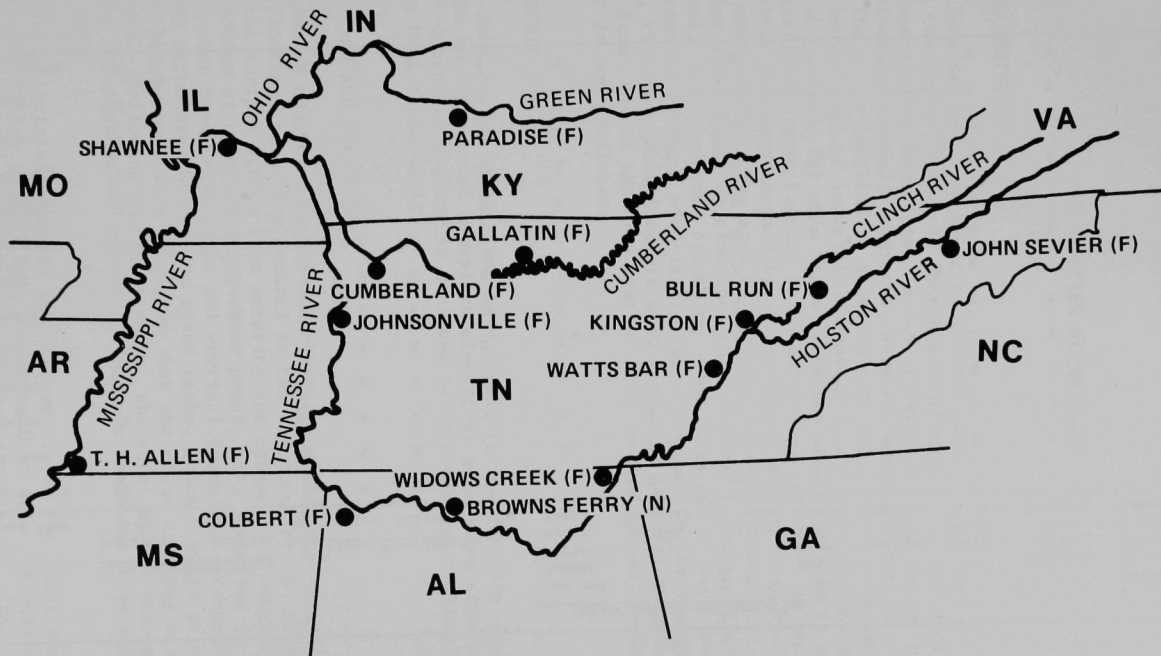 IN
OHIO RIVER
IL
GREEN RIVER
PARADISE (F)
SHAWNEE (F)
VA
MO
KY
CLINCH RIVER
CUMBERLAND RIVER
GALLATIN (F)
JOHN SEVIER (F)
CUMBERLAND (F)
BULL RUN (F)
MISSISSIPPI RIVER
TENNESSEE RIVER
JOHNSONVILLE (F)
KINGSTON (F)
HOLSTON RIVER
NC
AR
WATTS BAR (F)
TN
T. H. ALLEN (F)
WIDOWS CREEK (F)
BROWNS FERRY (N)
COLBERT (F)
GA
MS
AL